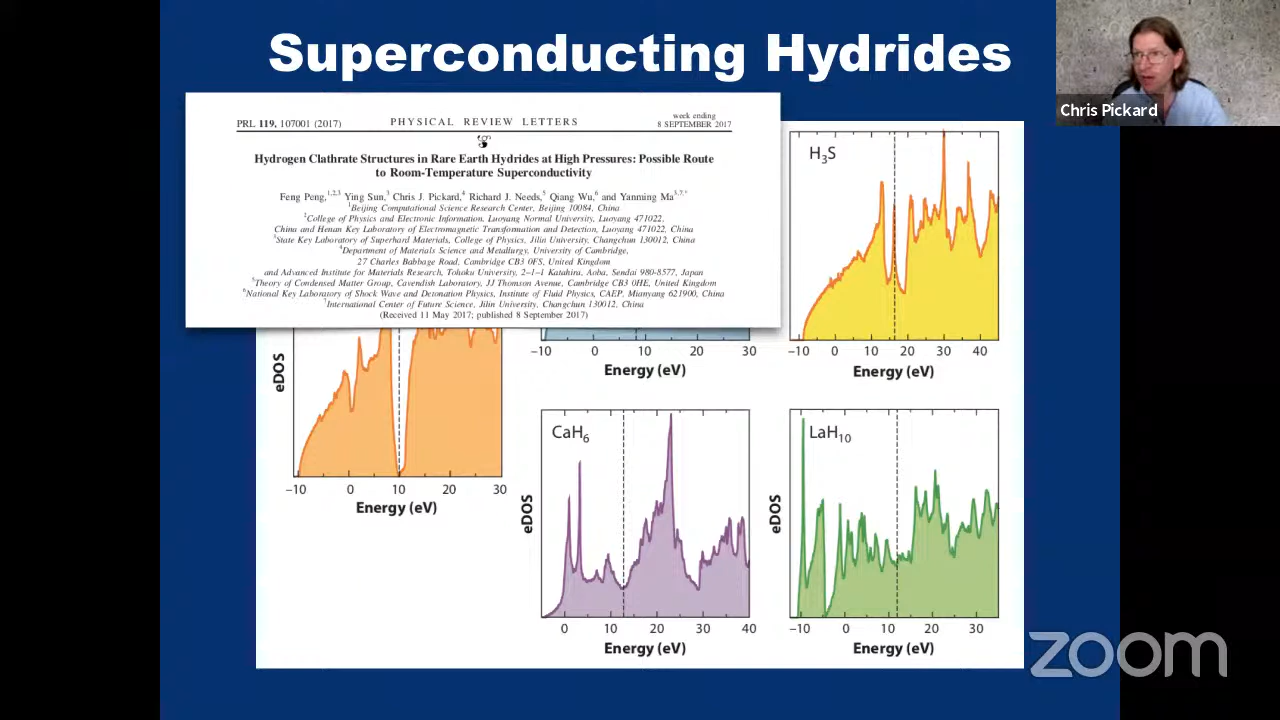 Superconducting Hydrides
Chris Pickard
PRL 119, 107001 (2017) PHYSICAL REVIEW LETTERS week ending 8 SEPTEMBER 2017
Hydrogen Clathrate Structures in Rare Earth Hydrides at High Pressures: Possible Route
to Room-Temperature Superconductivity
Feng Peng,1,2,3 Ying Sun,3 Chris J. Pickard,4 Richard J. Needs,5 Qiang Wu,6 and Yanming Ma3,7,*
1Beijing Computational Science Research Center, Beijing 10084, China
2College of Physics and Electronic Information, Luoyang Normal University, Luoyang 471022,
China and Henan Key Laboratory of Electromagnetic Transformation and Detection, Luoyang 471022, China
3State Key Laboratory of Superhard Materials, College of Physics, Jilin University, Changchun 130012, China
4Department of Materials Science and Metallurgy, University of Cambridge,
27 Charles Babbage Road, Cambridge CB3 0FS, United Kingdom
and Advanced Institute for Materials Research, Tohoku University, 2-1-1 Katahira, Aoba, Sendai 980-8577, Japan
5Theory of Condensed Matter Group, Cavendish Laboratory, JJ Thomson Avenue, Cambridge CB3 0HE, United Kingdom
6National Key Laboratory of Shock Wave and Detonation Physics, Institute of Fluid Physics, CAEP, Mianyang 621900, China
7International Center of Future Science, Jilin University, Changchun 130012, China
(Received 11 May 2017; published 8 September 2017)
H3S
−10 0 10 20 30 40
Energy (eV)
−10 0 10 20 30
Energy (eV)
eDOS
−10 0 10 20 30
Energy (eV)
CaH6
eDOS
0 10 20 30 40
Energy (eV)
LaH10
eDOS
−10 0 10 20 30
Energy (eV)
zoom